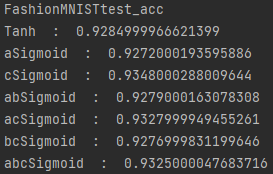 FashionMNISTtest_acc
Tanh  :  0.9284999966621399
aSigmoid  :  0.9272000193595886
cSigmoid  :  0.9348000288009644
abSigmoid  :  0.9279000163078308
acSigmoid  :  0.9327999949455261
bcSigmoid  :  0.9276999831199646
abcSigmoid  :  0.9325000047683716